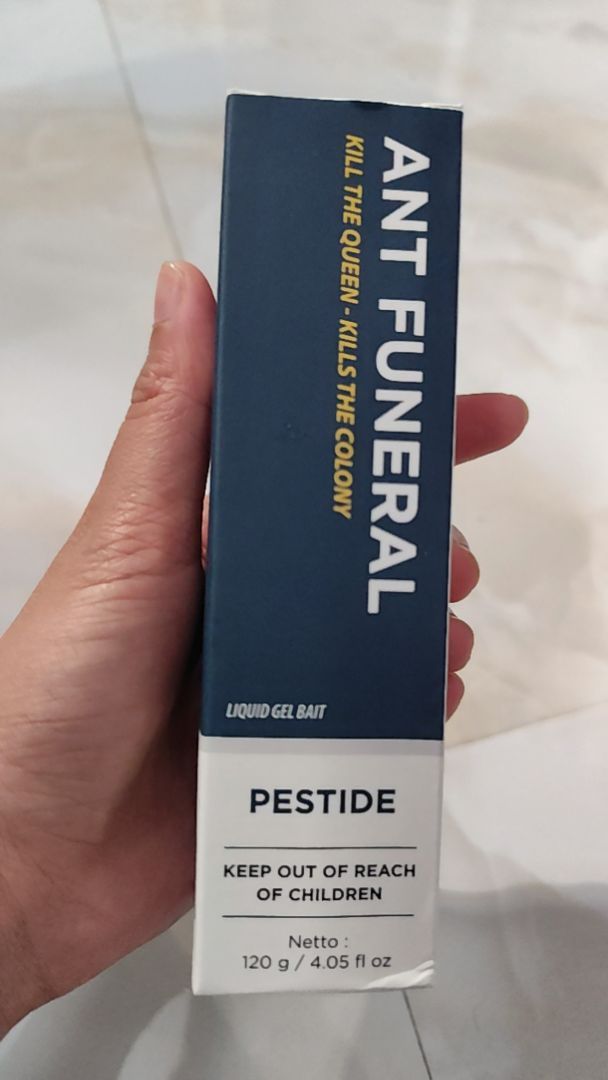 ANT FUNERAL
KILL THE QUEEN - KILLS THE COLONY
LIQUID GEL BAIT
PESTIDE
KEEP OUT OF REACH
OF CHILDREN
Netto :
120 g / 4.05 fl oz